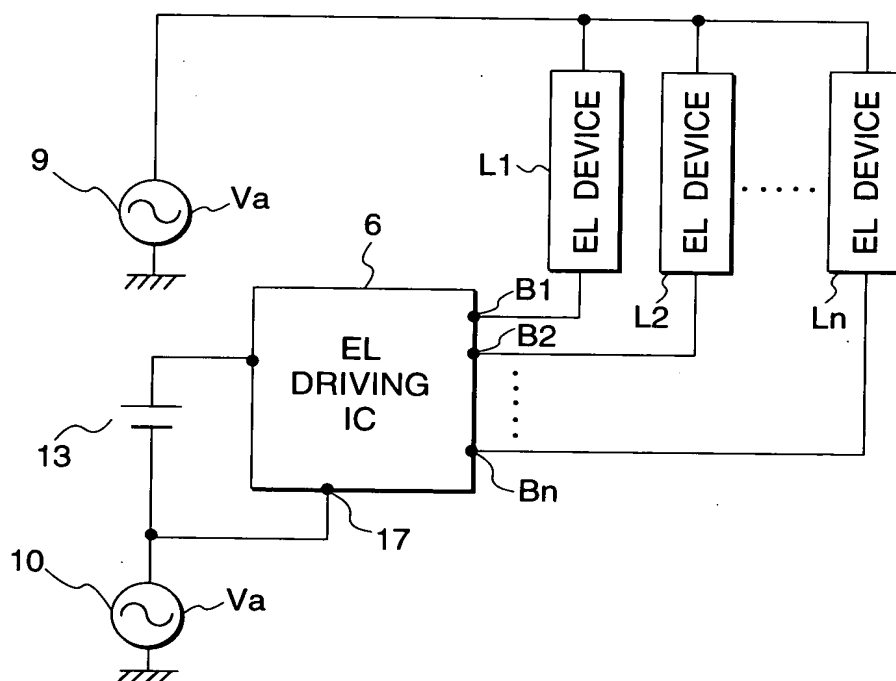 EL DEVICE
EL DEVICE
EL DEVICE
L1
9
Va
6
B1
L2
Ln
B2
EL
DRIVING
IC
13
Bn
17
10
Va